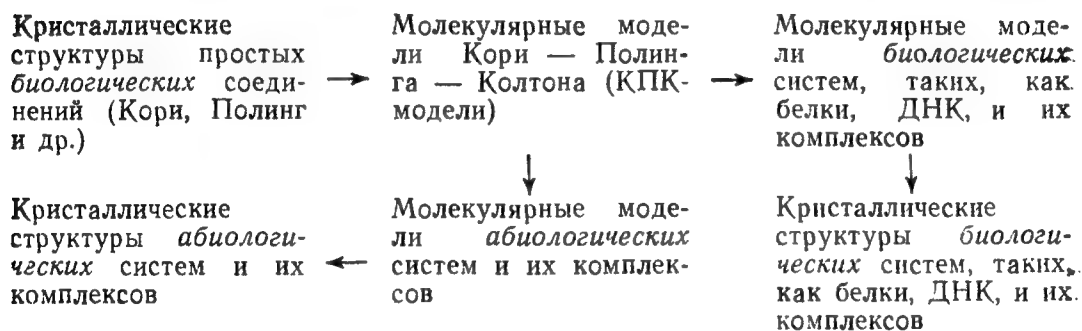 Кристаллические
структуры простых
биологических соеди-
нений (Кори, Полинг
и др.)
Молекулярные моде-
ли Кори — Полин-
га — Колтона (КПК-
модели)
Молекулярные моде-
ли биологических
систем, таких, как
белки, ДНК, и их
комплексов
Кристаллические
структуры абиологи-
ческих систем и их
комплексов
Молекулярные моде-
ли абиологических
систем и их комплек-
сов
Кристаллические
структуры биологи-
ческих систем, таких,
как белки, ДНК, и их
комплексов